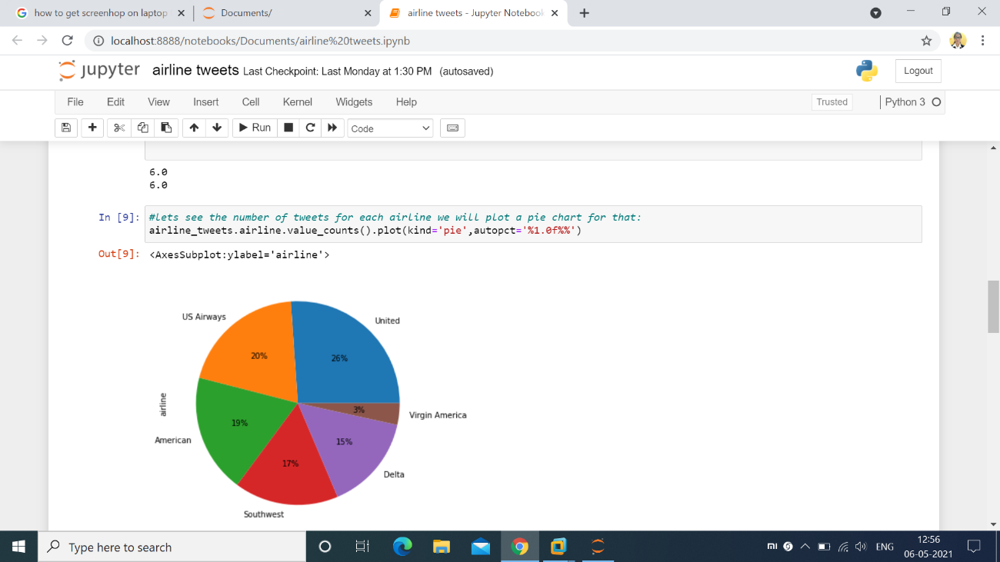 how to get screenhop on laptop
Documents/
airline tweets - Jupyter Notebook
localhost:8888/notebooks/Documents/airline%20tweets.ipynb
jupyter airline tweets Last Checkpoint: Last Monday at 1:30 PM (autosaved)
Logout
File Edit View Insert Cell Kernel Widgets Help
Trusted
Python 3
Run
Code
6.0
6.0
In [9]: #lets see the number of tweets for each airline we will plot a pie chart for that:
airline_tweets.airline.value_counts().plot(kind='pie',autopct='%1.0f%%')
Out[9]: <AxesSubplot:ylabel='airline'>
US Airways
United
20%
26%
airline
3%
Virgin America
19%
American
15%
17%
Delta
Southwest
Type here to search
mi
ENG
12:56
06-05-2021